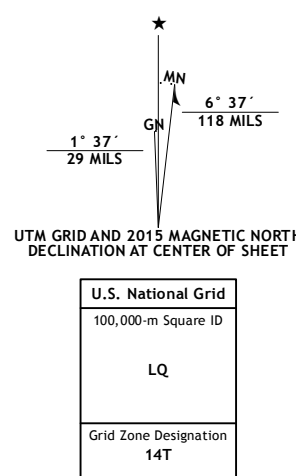 ★
MN
GN
6° 37´
118 MILS
1° 37´
29 MILS
UTM GRID AND 2015 MAGNETIC NORTH
DECLINATION AT CENTER OF SHEET
U.S. National Grid
100,000-m Square ID
LQ
Grid Zone Designation
14T